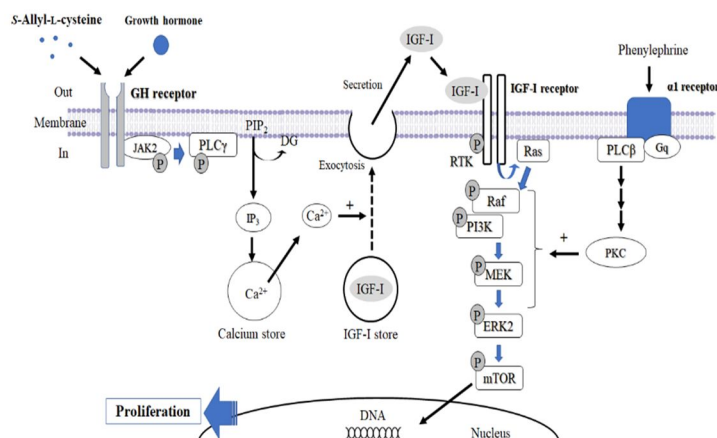 S-Allyl-L-cysteine
Growth hormone
IGF-I
Phenylephrine
Out
GH receptor
Secretion
IGF-I
IGF-I receptor
α1 receptor
Membrane
PIP2
In
JAK2
P
PLCγ
P
DG
Exocytosis
P
RTK
Ras
PLCβ
Gq
P
Raf
IP3
Ca2+
+
P
PI3K
+
PKC
P
MEK
Ca2+
IGF-I
Calcium store
IGF-I store
P
ERK2
P
mTOR
Proliferation
DNA
Nucleus